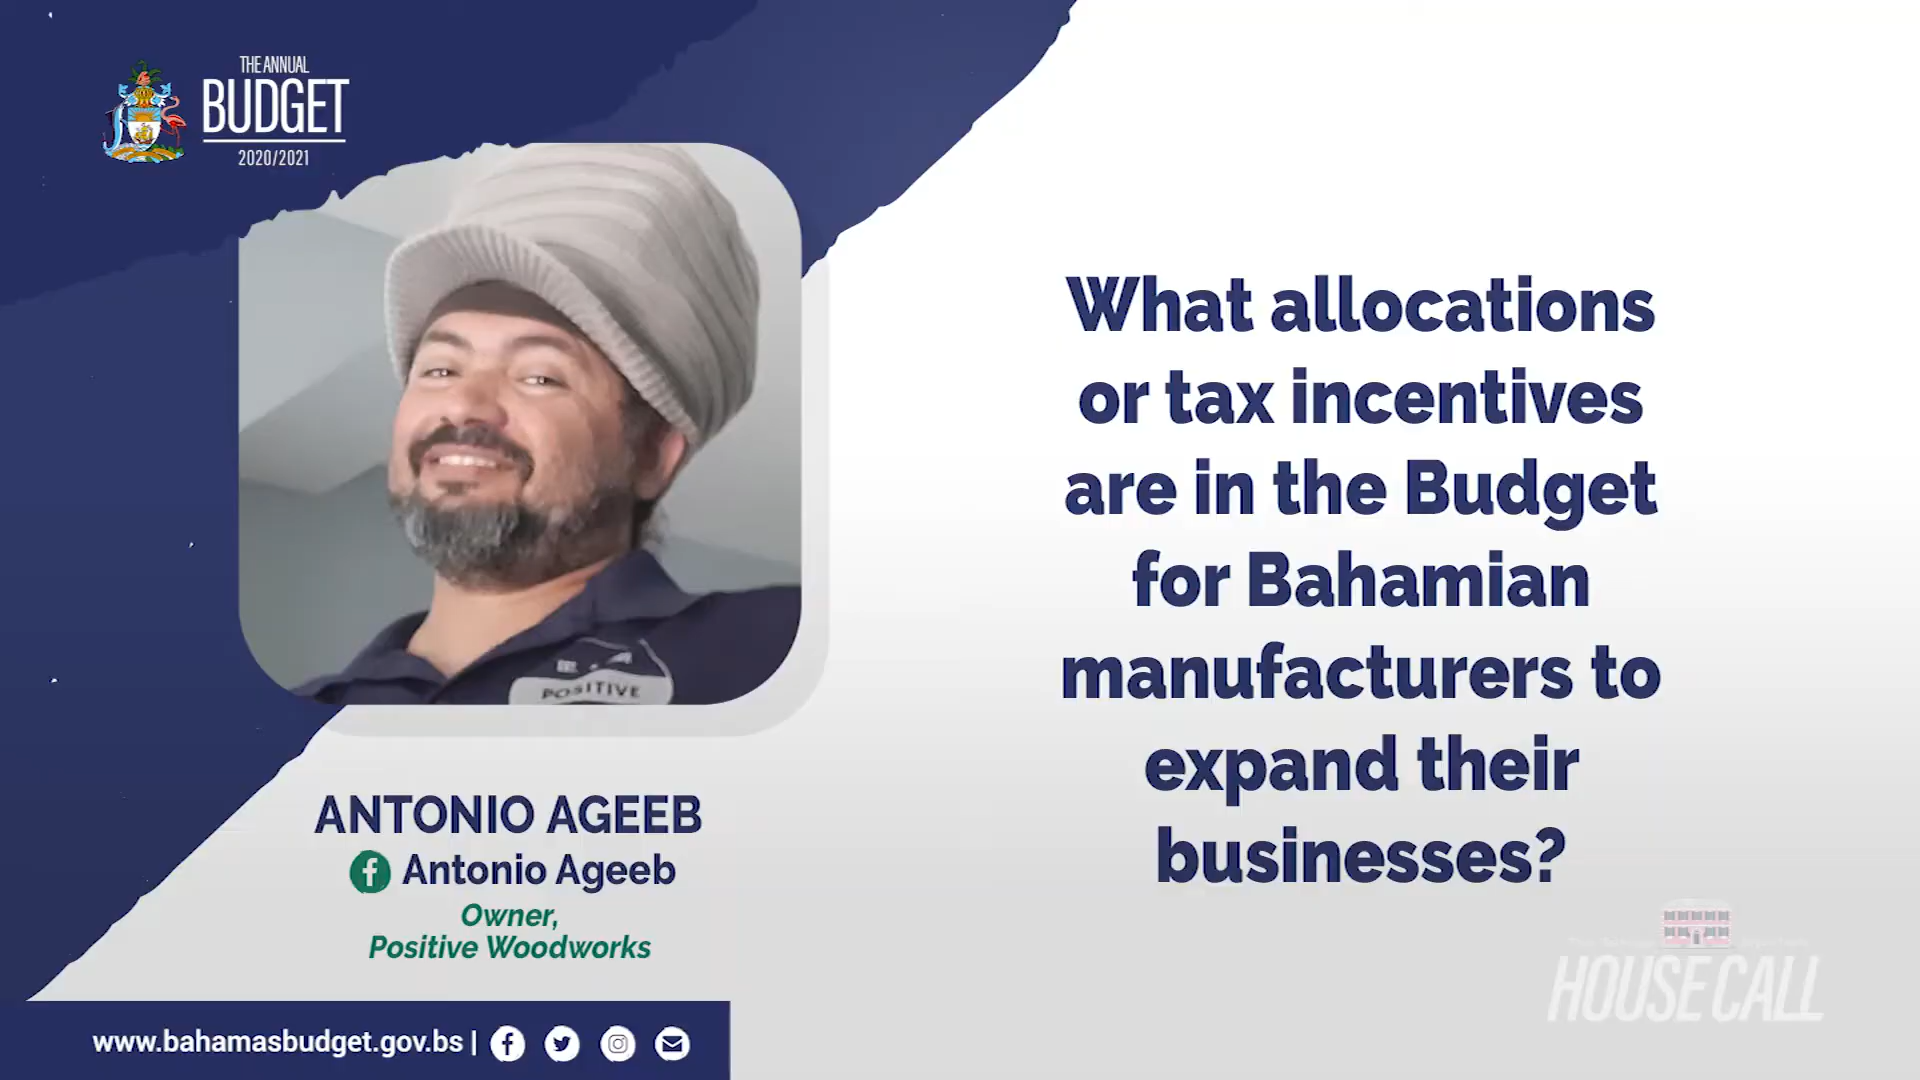 THE ANNUAL
BUDGET
2020/2021
What allocations
or tax incentives
are in the Budget
for Bahamian
manufacturers to
expand their
businesses?
POSITIVE
ANTONIO AGEEB
Antonio Ageeb
Owner,
Positive Woodworks
HOUSE CALL
www.bahamasbudget.gov.bs |